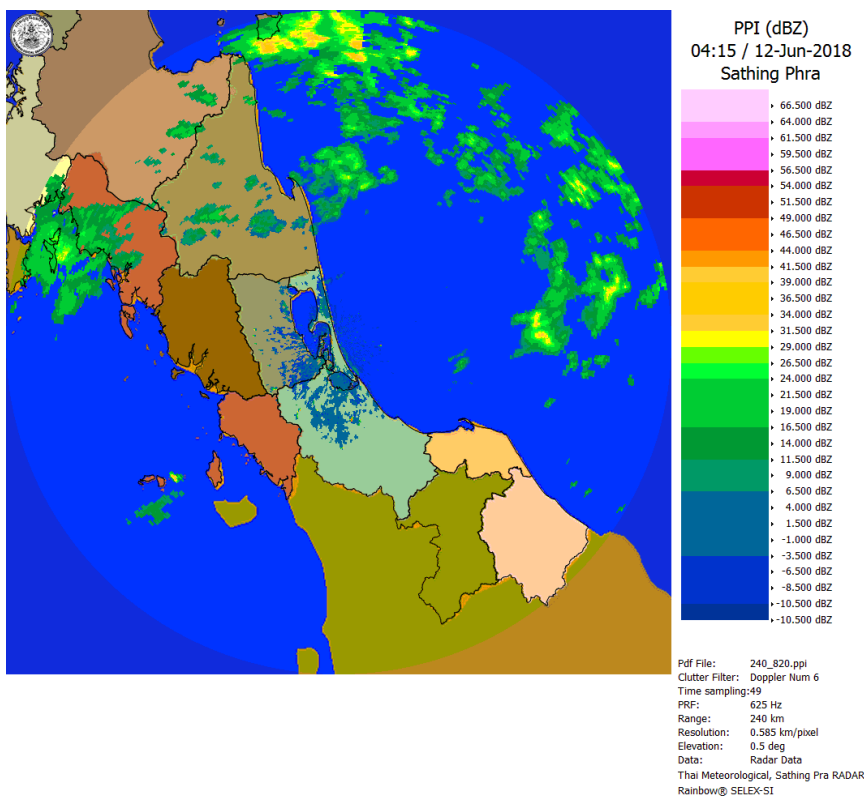 PPI (dBZ)
04:15 / 12-Jun-2018
Sathing Phra
66.500 dBZ
64.000 dBZ
61.500 dBZ
59.500 dBZ
56.500 dBZ
54.000 dBZ
51.500 dBZ
49.000 dBZ
46.500 dBZ
44.000 dBZ
41.500 dBZ
39.000 dBZ
36.500 dBZ
34.000 dBZ
31.500 dBZ
29.000 dBZ
26.500 dBZ
24.000 dBZ
21.500 dBZ
19.000 dBZ
16.500 dBZ
14.000 dBZ
11.500 dBZ
9.000 dBZ
6.500 dBZ
4.000 dBZ
1.500 dBZ
-1.000 dBZ
-3.500 dBZ
-6.500 dBZ
-8.500 dBZ
-10.500 dBZ
-10.500 dBZ
Pdf File: 240_820.ppi
Clutter Filter: Doppler Num 6
Time sampling:49
PRF: 625 Hz
Range: 240 km
Resolution: 0.585 km/pixel
Elevation: 0.5 deg
Data: Radar Data
Thai Meteorological, Sathing Pra RADAR
Rainbow® SELEX-SI